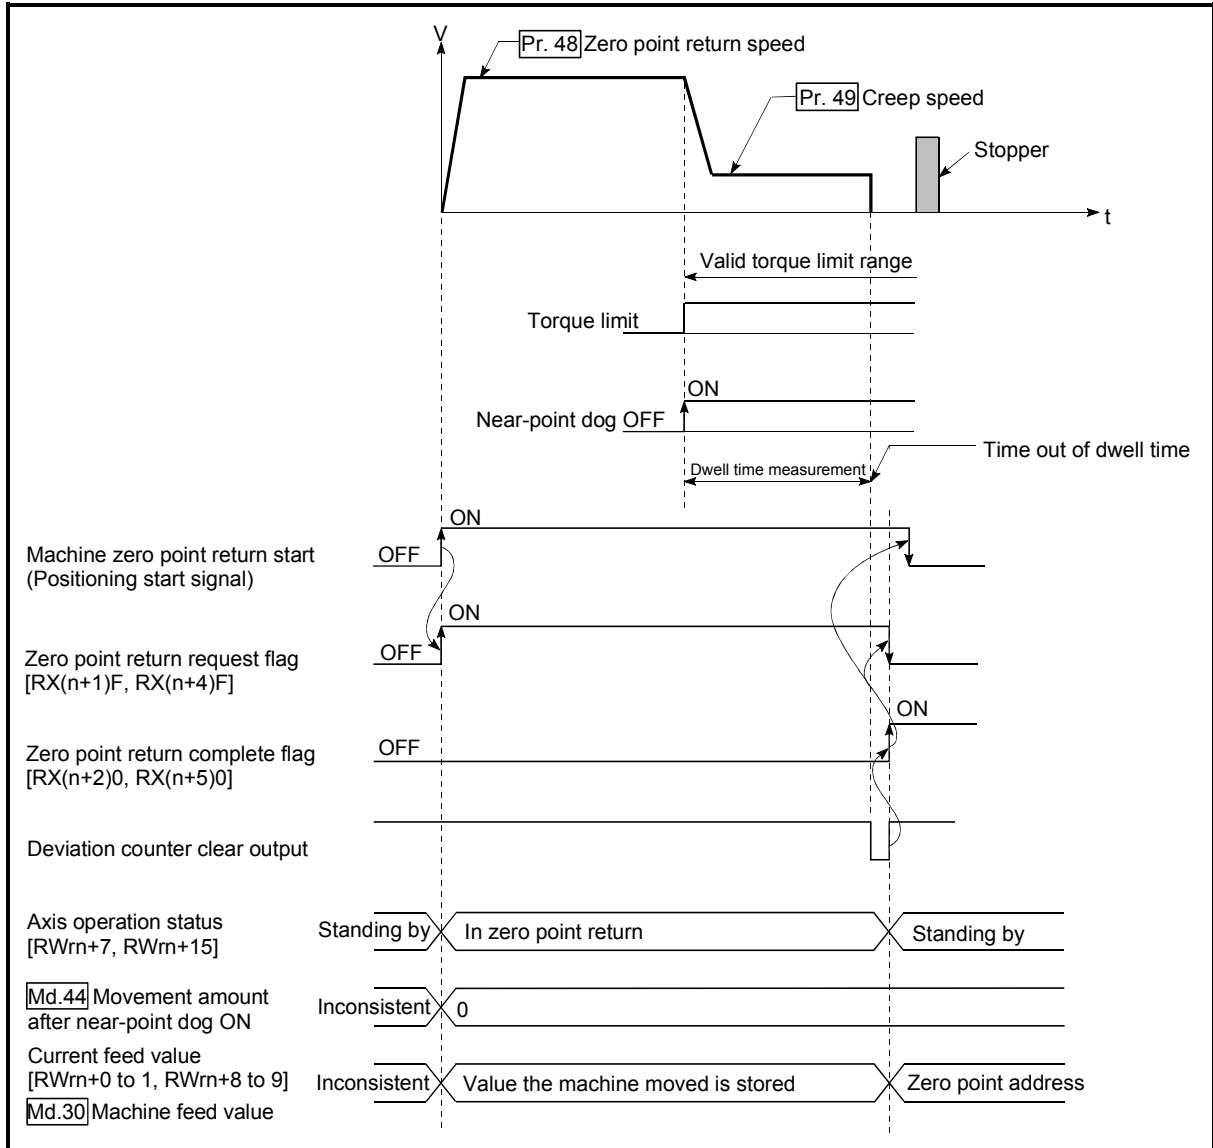 V
Pr. 48 Zero point return speed
Pr. 49 Creep speed
Stopper
t
Valid torque limit range
Torque limit
ON
Near-point dog OFF
Time out of dwell time
Dwell time measurement
ON
Machine zero point return start
(Positioning start signal)
OFF
ON
Zero point return request flag
[RX(n+1)F, RX(n+4)F]
OFF
ON
Zero point return complete flag
[RX(n+2)0, RX(n+5)0]
OFF
Deviation counter clear output
Axis operation status
[RWrn+7, RWrn+15]
Standing by
In zero point return
Standing by
Md.44 Movement amount
after near-point dog ON
Inconsistent
0
Current feed value
[RWrn+0 to 1, RWrn+8 to 9]
Md.30 Machine feed value
Inconsistent
Value the machine moved is stored
Zero point address